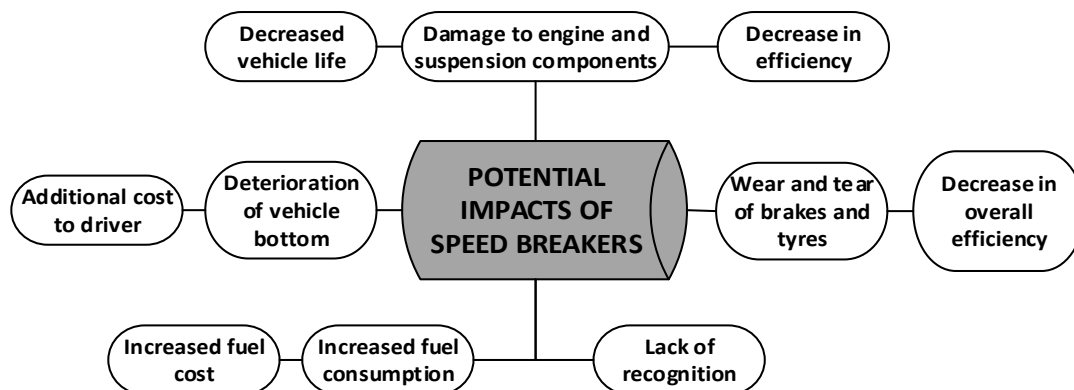 Decreased
vehicle life
Damage to engine and
suspension components
Decrease in
efficiency
Additional cost
to driver
Deterioration
of vehicle
bottom
POTENTIAL
IMPACTS OF
SPEED BREAKERS
Wear and tear
of brakes and
tyres
Decrease in
overall
efficiency
Increased fuel
cost
Increased fuel
consumption
Lack of
recognition